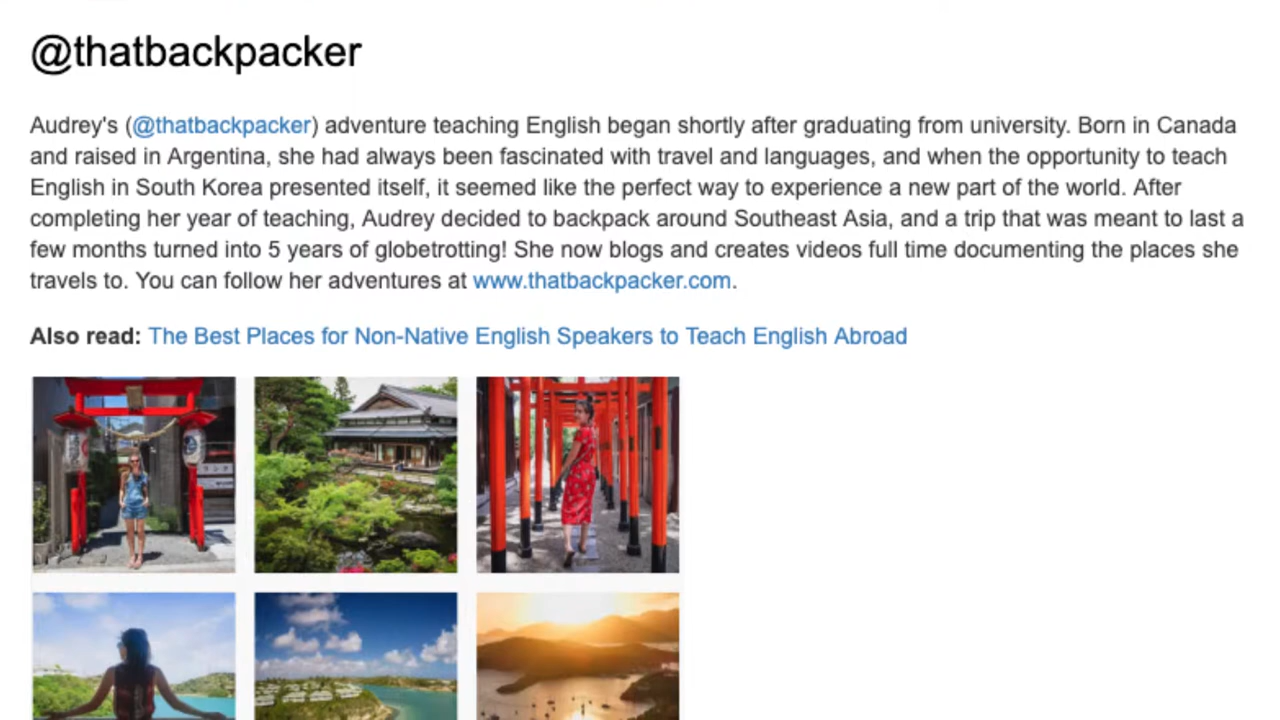 @thatbackpacker
Audrey's (@thatbackpacker) adventure teaching English began shortly after graduating from university. Born in Canada
and raised in Argentina, she had always been fascinated with travel and languages, and when the opportunity to teach
English in South Korea presented itself, it seemed like the perfect way to experience a new part of the world. After
completing her year of teaching, Audrey decided to backpack around Southeast Asia, and a trip that was meant to last a
few months turned into 5 years of globetrotting! She now blogs and creates videos full time documenting the places she
travels to. You can follow her adventures at www.thatbackpacker.com.
Also read: The Best Places for Non-Native English Speakers to Teach English Abroad